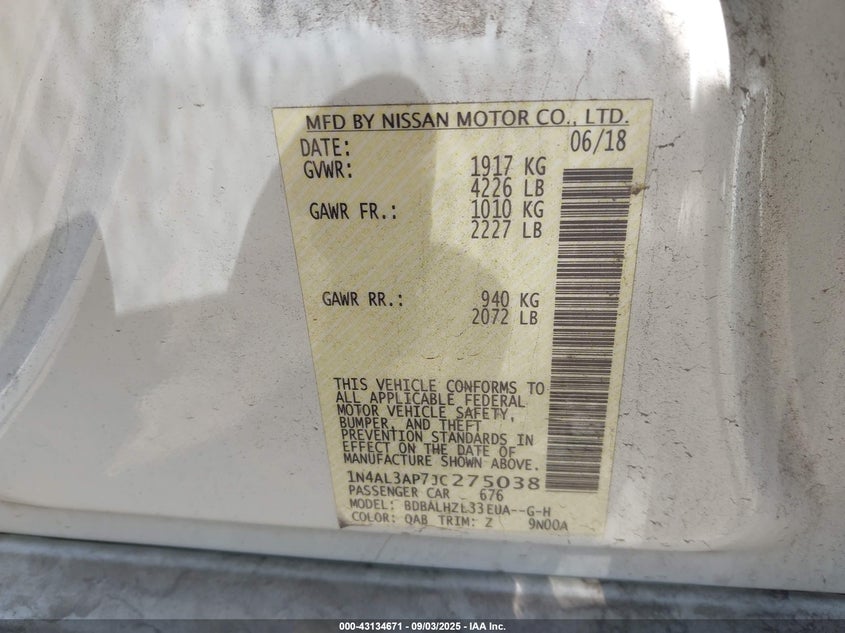 MFD BY NISSAN MOTOR CO., LTD.
DATE: 06/18
GVWR: 1917 KG
4226 LB
GAWR FR.: 1010 KG
2227 LB
GAWR RR.: 940 KG
2072 LB
THIS VEHICLE CONFORMS TO
ALL APPLICABLE FEDERAL
MOTOR VEHICLE SAFETY,
BUMPER, AND THEFT
PREVENTION STANDARDS IN
EFFECT ON THE DATE OF
MANUFACTURE SHOWN ABOVE.
1N4AL3AP7JC275038
PASSENGER CAR 676
MODEL: BDBALHZL33EUA--G-H
COLOR: QAB TRIM: Z 9N00A
000-43134671 - 09/03/2025 - IAA Inc.